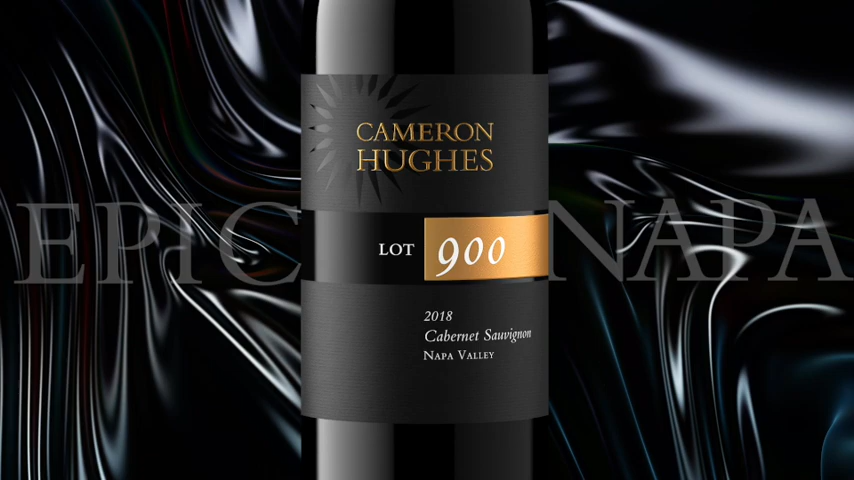 CAMERON
HUGHES
EPIC NAPA
LOT 900
2018
Cabernet Sauvignon
NAPA VALLEY